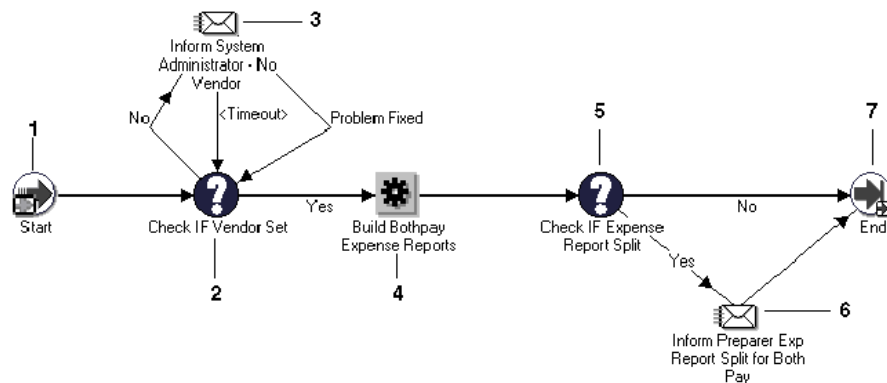 3
Inform System
Administrator - No
Vendor
No
<Timeout>
Problem Fixed
1
5
7
Start
Check IF Vendor Set
Yes
Build Bothpay
Expense Reports
Check IF Expense
Report Split
No
End
2
4
Yes
6
Inform Preparer Exp
Report Split for Both
Pay